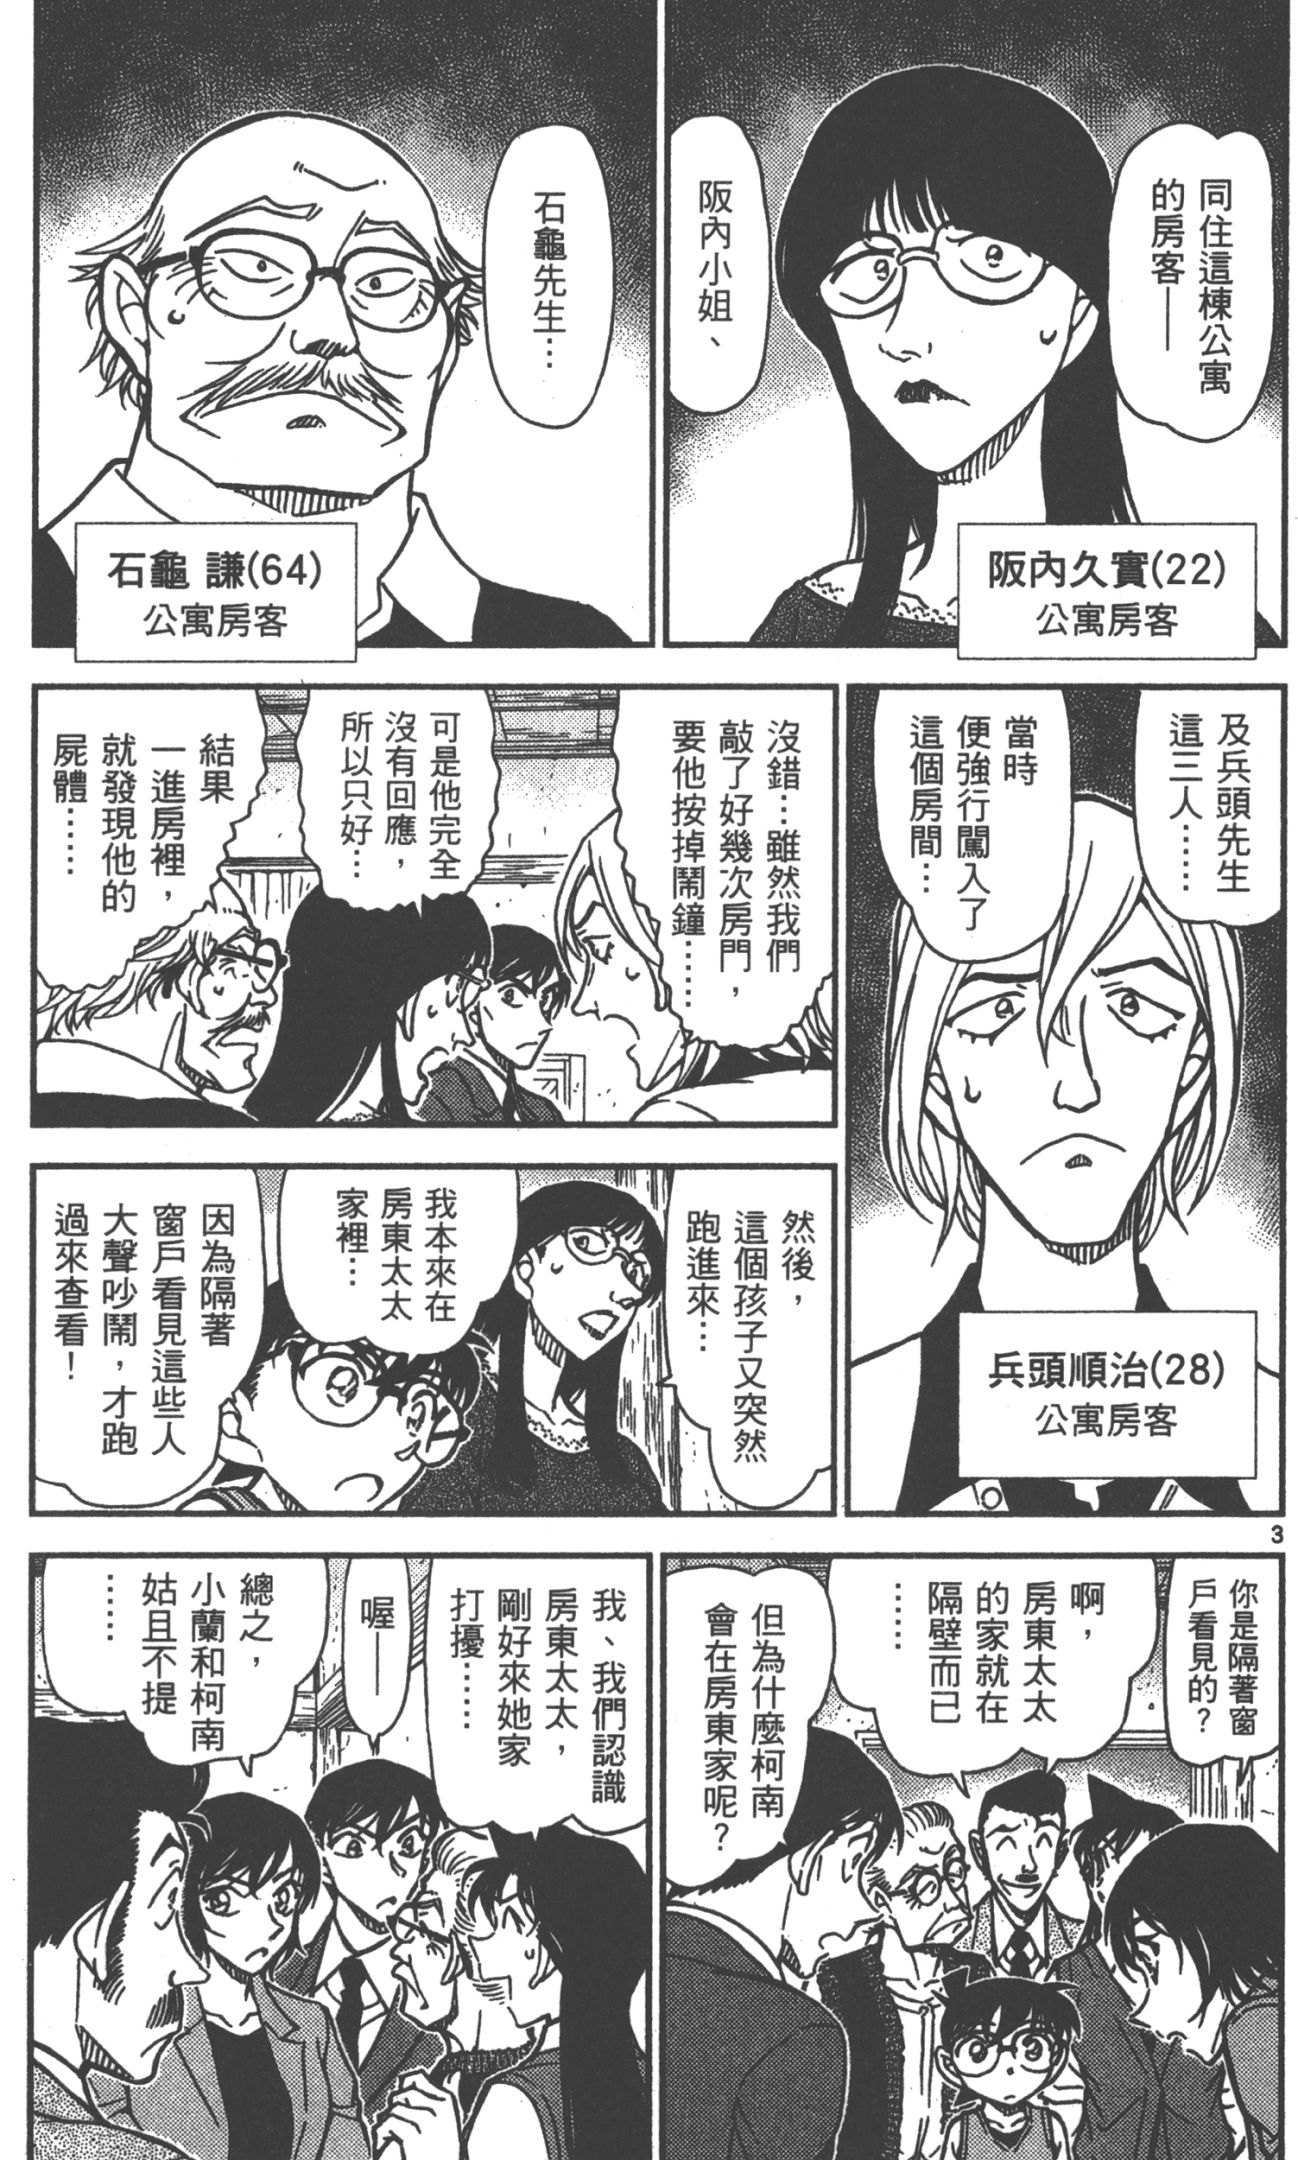 同住這棟公寓
的房客——
阪內小姐、
阪內久實(22)
公寓房客
石龜先生…
石龜 謙(64)
公寓房客
及兵頭先生
這三人……
當時
便強行闖入了
這個房間…
兵頭順治(28)
公寓房客
沒錯…雖然我們
敲了好幾次房門，
要他按掉鬧鐘……
可是他完全
沒有回應，
所以只好…
結果
一進房裡，
就發現他的
屍體……
然後，
這個孩子又突然
跑進來…
我本來在
房東太太
家裡…
因為隔著
窗戶看見這些人
大聲吵鬧，才跑
過來查看！
3
你是隔著窗
戶看見的？
啊，
房東太太
的家就在
隔壁而已
……
但為什麼柯南
會在房東家呢？
我、我們認識
房東太太，
剛好來她家
打擾……
喔——
總之，
小蘭和柯南
姑且不提
……